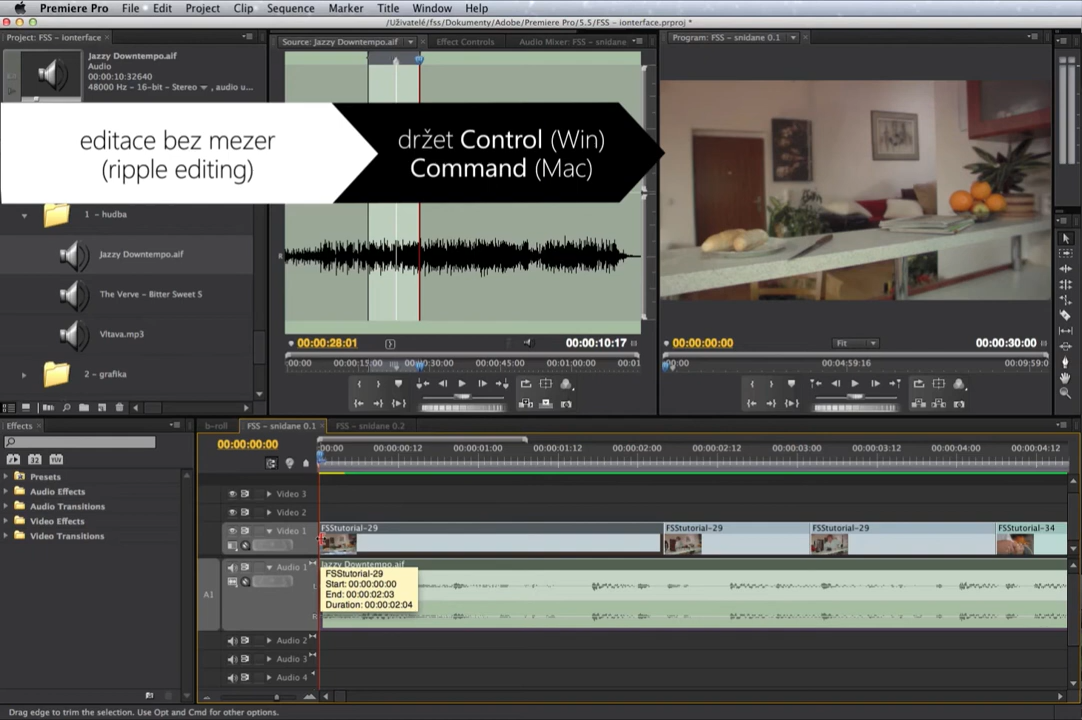 Premiere Pro File Edit Project Clip Sequence Marker Title Window Help
/Uživatelé/fss/Dokumenty/Adobe/Premiere Pro/5.5/FSS – ionterface.prproj *
Project: FSS – ionterface
Jazzy Downtempo.aif
Audio
00:00:10:32640
48000 Hz – 16-bit – Stereo , audio u...
Source: Jazzy Downtempo.aif
Effect Controls
Audio Mixer: FSS – snidane
Program: FSS – snidane 0.1
editace bez mezer
(ripple editing)
držet Control (Win)
Command (Mac)
1 – hudba
Jazzy Downtempo.aif
The Verve – Bitter Sweet 5
Vltava.mp3
2 – grafika
R
00:00:28:01
00:00:10:17
00:00:00:00
Fit
00:00:30:00
00:00 00:00:15:00 00:00:30:00 00:00:45:00 00:01:00:00 00:01
00:00 00:04:59:16 00:09:59:0
Effects
Presets
Audio Effects
Audio Transitions
Video Effects
Video Transitions
b-roll
FSS – snidane 0.1
FSS – snidane 0.2
00:00:00:00
00:00 00:00:00:12 00:00:01:00 00:00:01:12 00:00:02:00 00:00:02:12 00:00:03:00 00:00:03:12 00:00:04:00 00:00:04:12
Video 3
Video 2
Video 1
FSStutorial-29
FSStutorial-29
FSStutorial-29
FSStutorial-34
A1
Audio 1
Jazzy Downtempo.aif
FSStutorial-29
Start: 00:00:00:00
End: 00:00:02:03
Duration: 00:00:02:04
R
Audio 2
Audio 3
Audio 4
Drag edge to trim the selection. Use Opt and Cmd for other options.